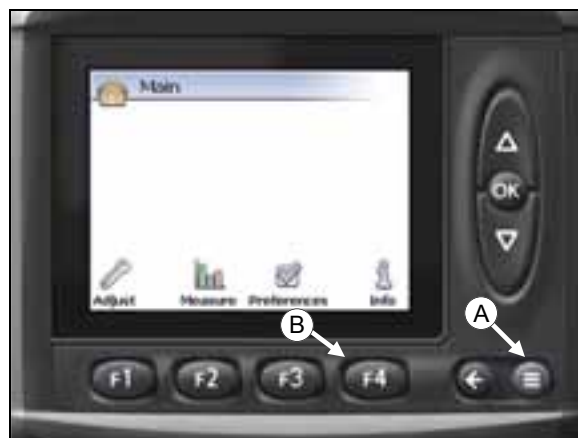 Main
Adjust Measure Preferences Info
B
A
F1 F2 F3 F4
OK